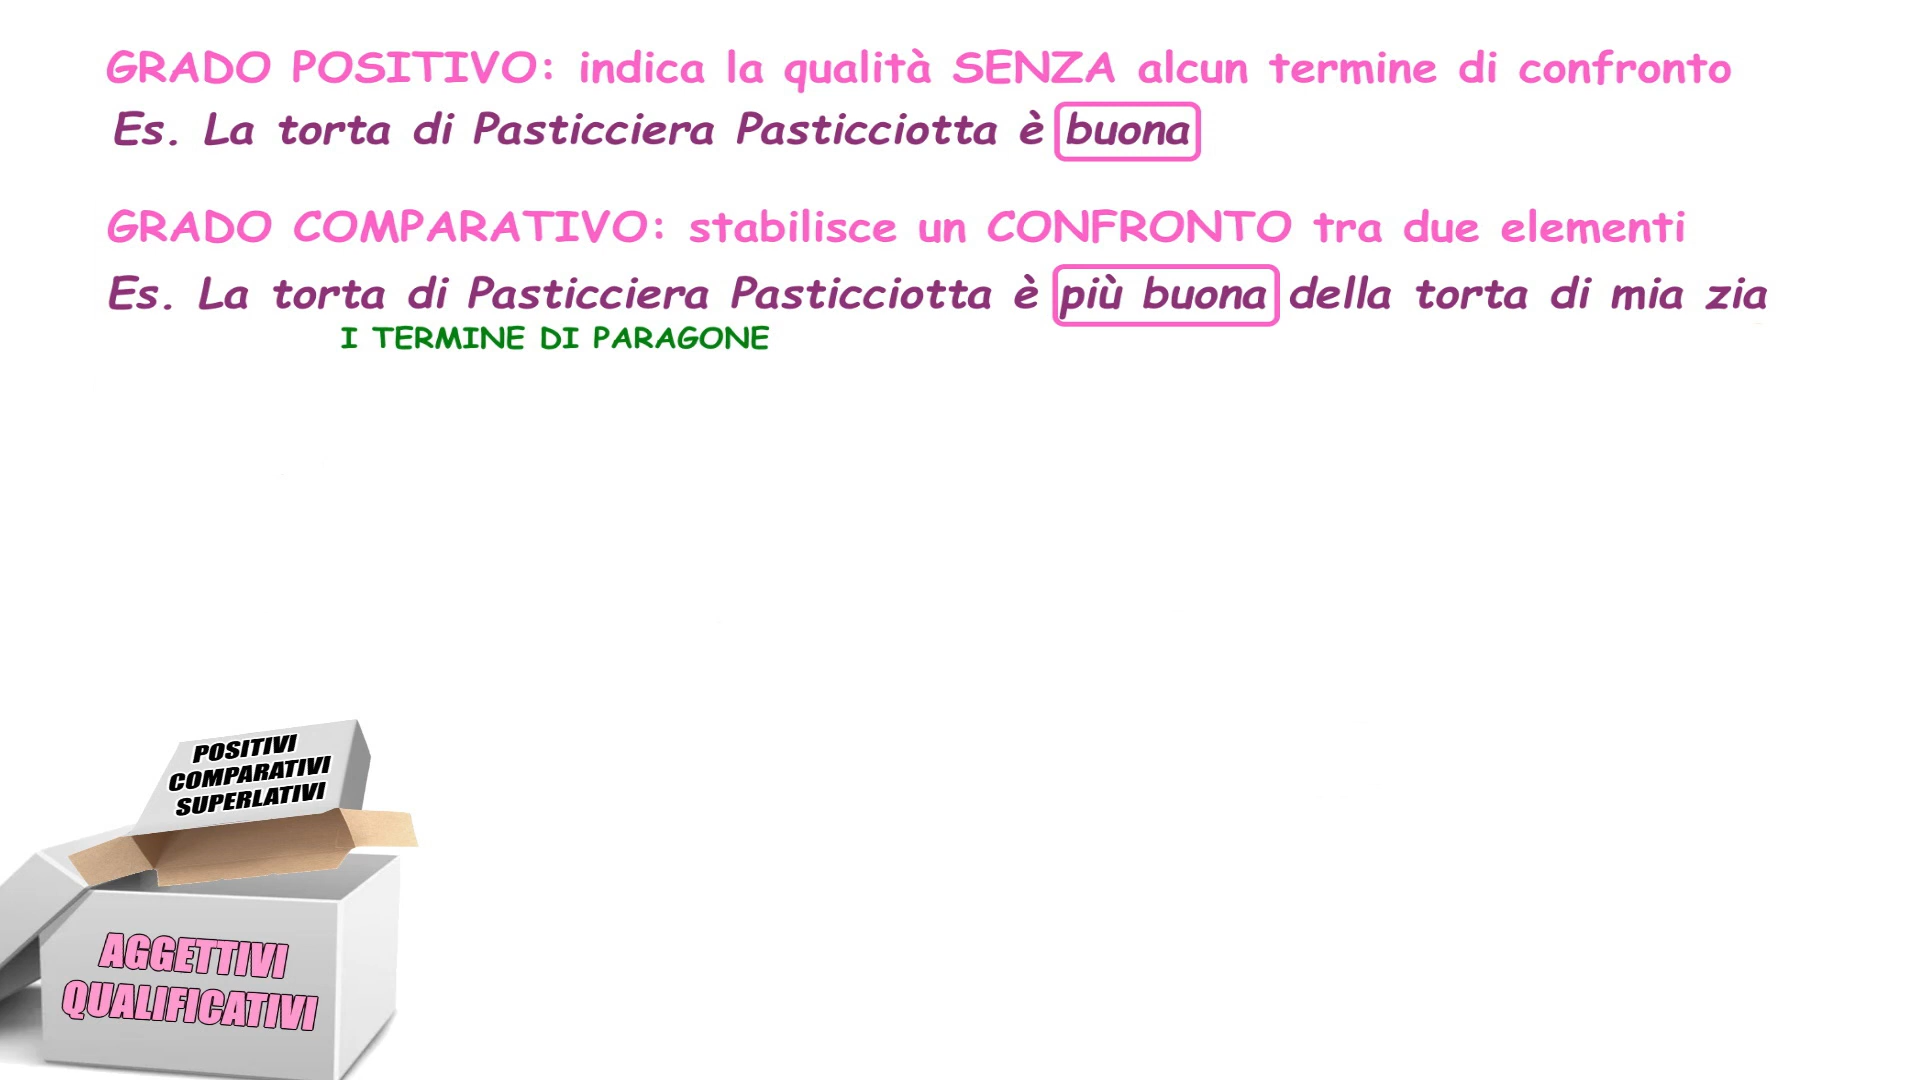 GRADO POSITIVO: indica la qualità SENZA alcun termine di confronto
Es. La torta di Pasticciera Pasticciotta è buona
GRADO COMPARATIVO: stabilisce un CONFRONTO tra due elementi
Es. La torta di Pasticciera Pasticciotta è più buona della torta di mia zia
I TERMINE DI PARAGONE
POSITIVI
COMPARATIVI
SUPERLATIVI
AGGETTIVI
QUALIFICATIVI